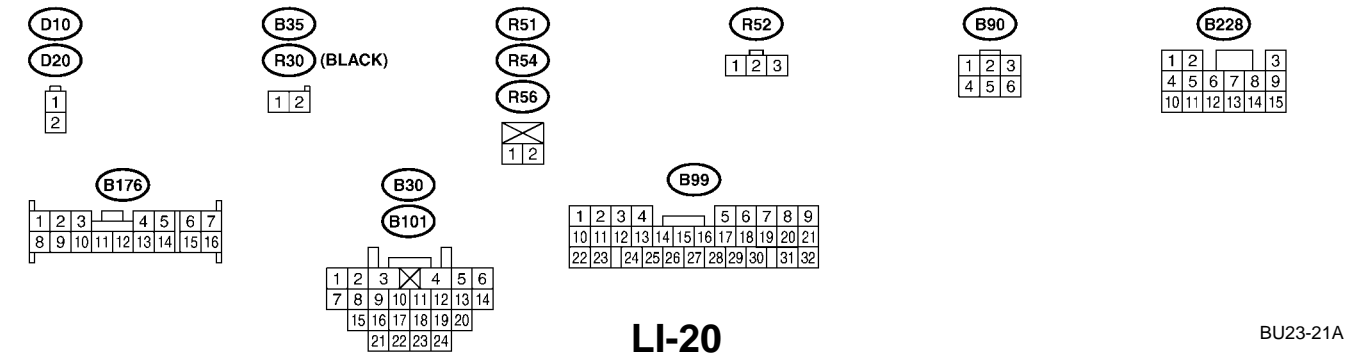 D10
D20
1
2
B35
R30 (BLACK)
1 2
R51
R54
R56
1 2
R52
1 2 3
B90
1 2 3
4 5 6
B228
1 2 3
4 5 6 7 8 9
10 11 12 13 14 15
B176
1 2 3 4 5 6 7
8 9 10 11 12 13 14 15 16
B30
B101
1 2 3 4 5 6
7 8 9 10 11 12 13 14
15 16 17 18 19 20
21 22 23 24
B99
1 2 3 4 5 6 7 8 9
10 11 12 13 14 15 16 17 18 19 20 21
22 23 24 25 26 27 28 29 30 31 32
LI-20
BU23-21A